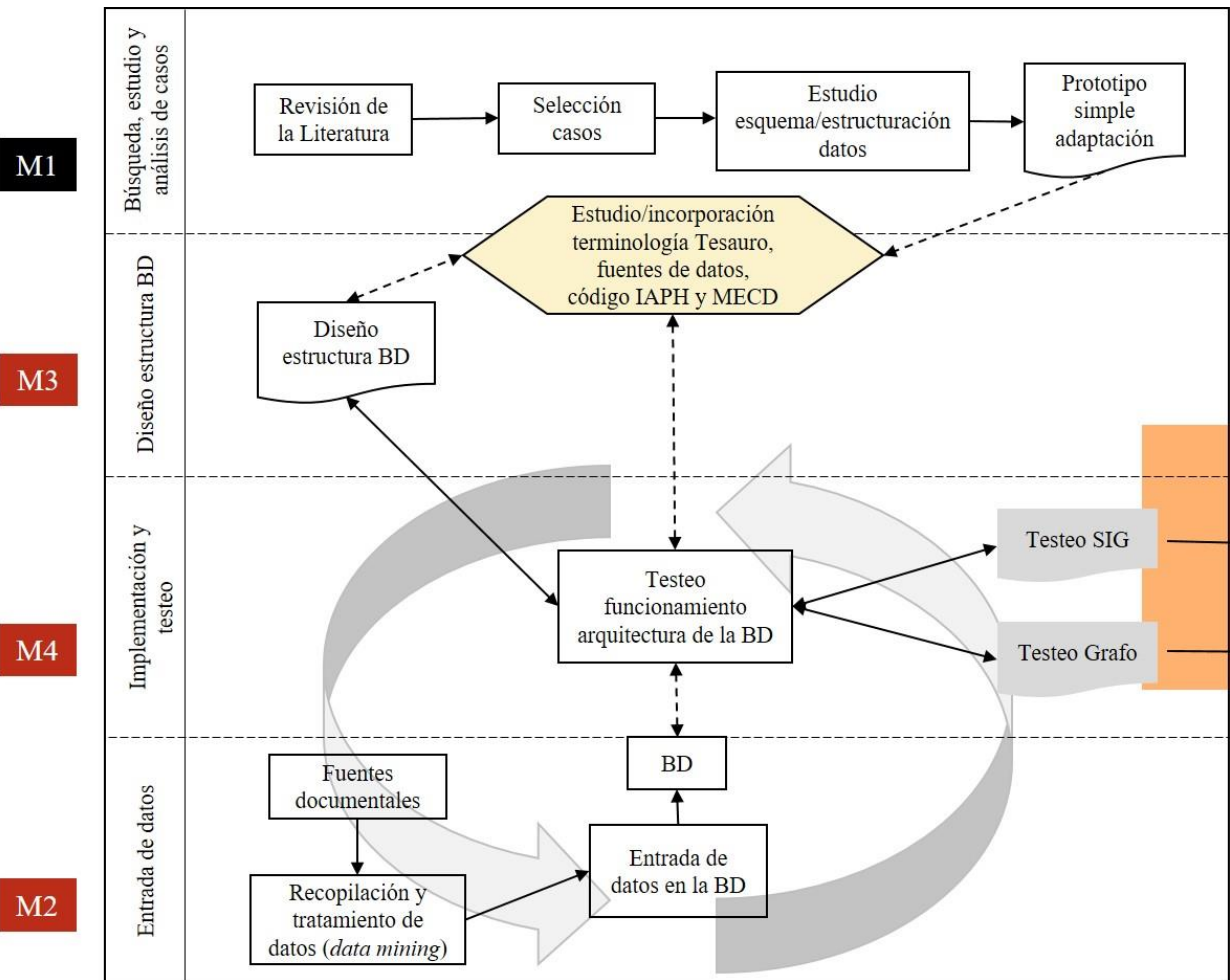 M1
Búsqueda, estudio y
análisis de casos
Revisión de
la Literatura
Selección
casos
Estudio
esquema/estructuración
datos
Prototipo
simple
adaptación
Estudio/incorporación
terminología Tesauro,
fuentes de datos,
código IAPH y MECD
M3
Diseño estructura BD
Diseño
estructura BD
M4
Implementación y
testeo
Testeo
funcionamiento
arquitectura de la BD
Testeo SIG
Testeo Grafo
M2
Entrada de datos
BD
Fuentes
documentales
Recopilación y
tratamiento de
datos (data mining)
Entrada de
datos en la BD